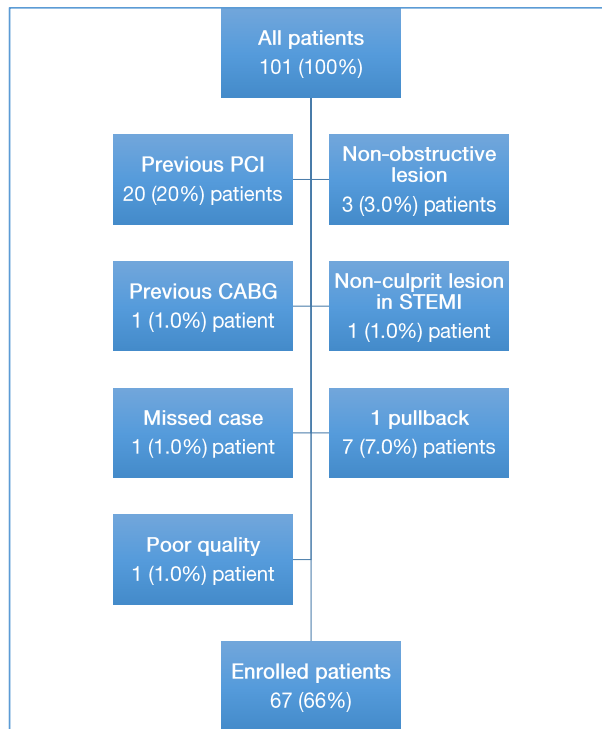 All patients
101 (100%)
Previous PCI
20 (20%) patients
Non-obstructive
lesion
3 (3.0%) patients
Previous CABG
1 (1.0%) patient
Non-culprit lesion
in STEMI
1 (1.0%) patient
Missed case
1 (1.0%) patient
1 pullback
7 (7.0%) patients
Poor quality
1 (1.0%) patient
Enrolled patients
67 (66%)